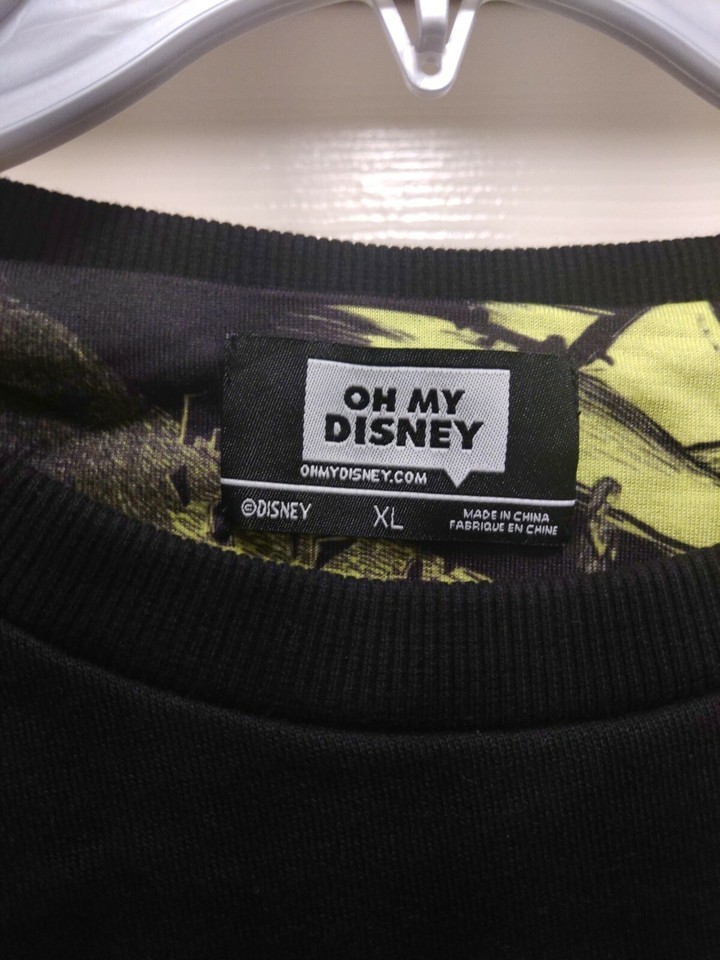 OH MY
DISNEY
OHMYDISNEY.COM
©DISNEY
XL
MADE IN CHINA
FABRIQUE EN CHINE